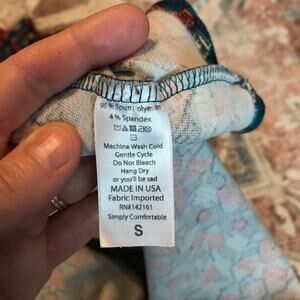 96% Spun Polyester
4% Spandex
Machine Wash Cold
Gentle Cycle
Do Not Bleach
Hang Dry
or you'll be sad
MADE IN USA
Fabric Imported
RN#142161
Simply Comfortable
S